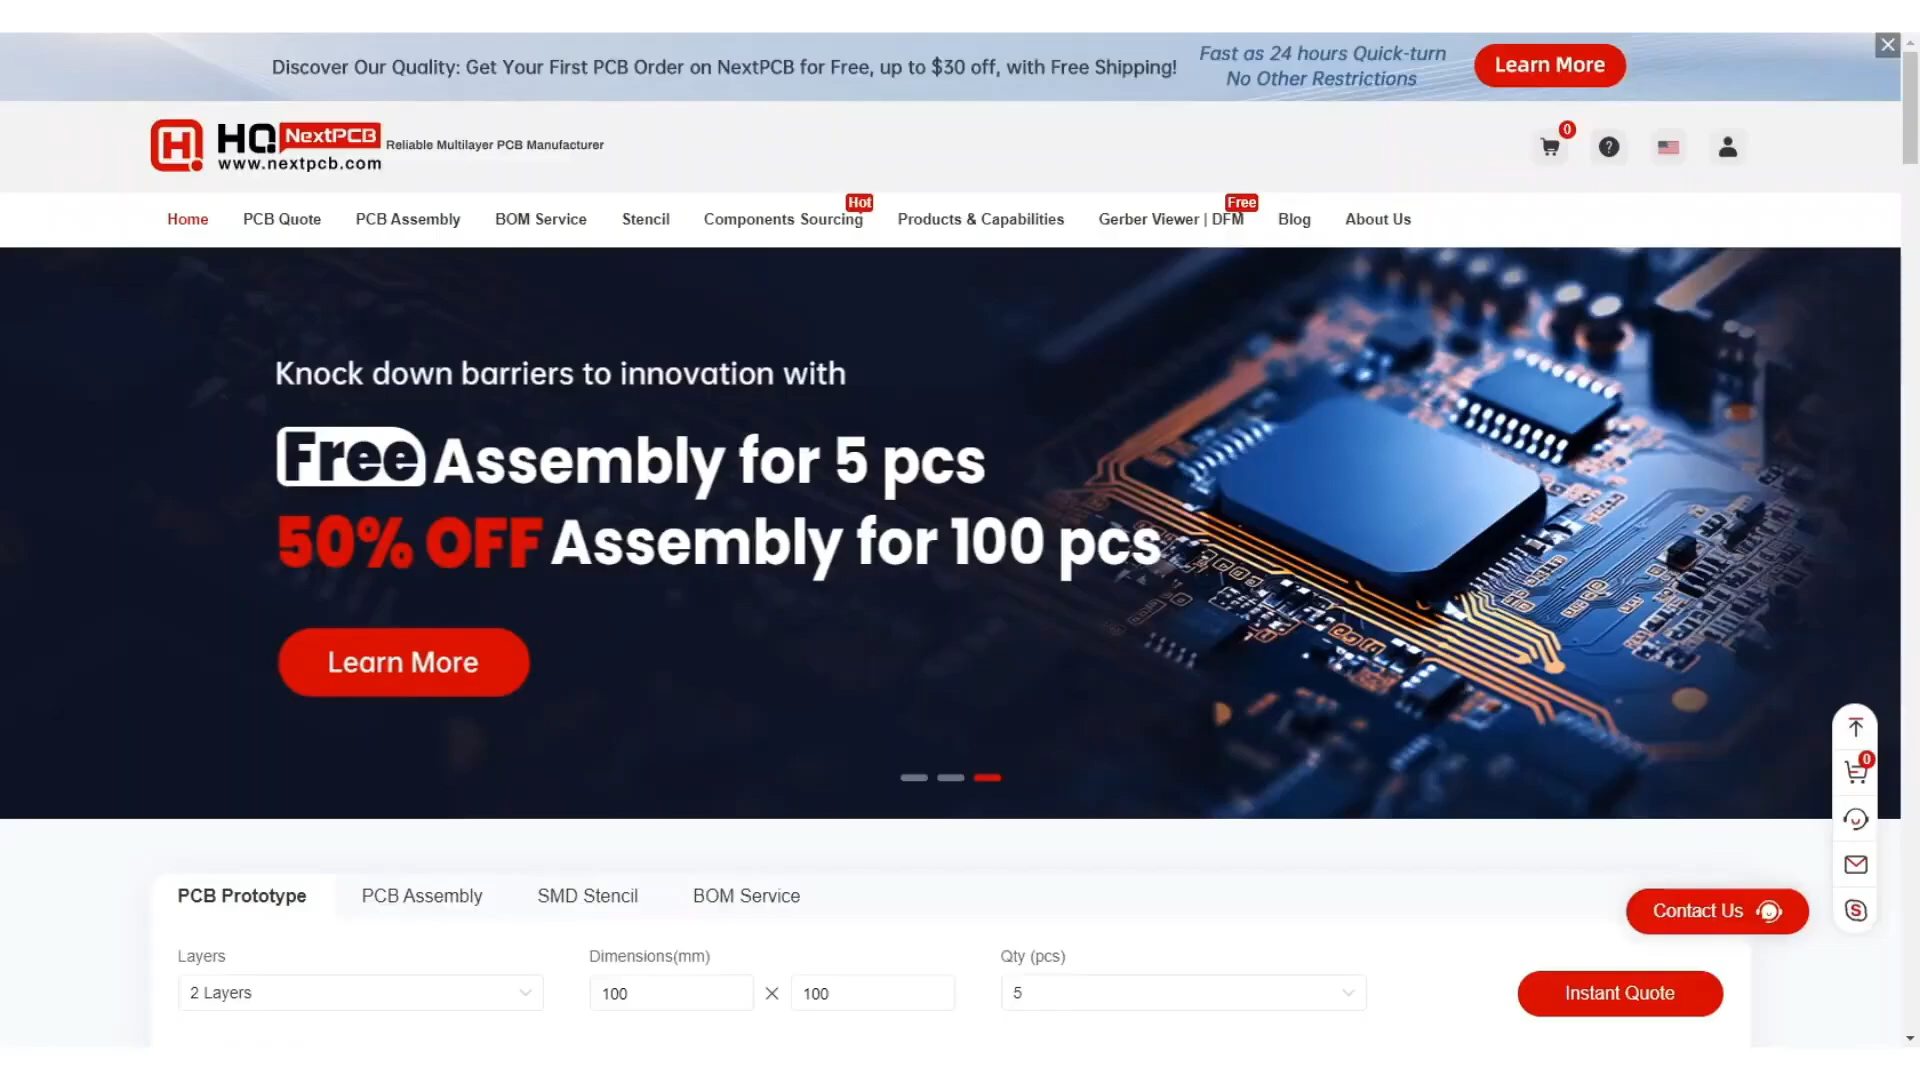 Discover Our Quality: Get Your First PCB Order on NextPCB for Free, up to $30 off, with Free Shipping!
Fast as 24 hours Quick-turn
No Other Restrictions
Learn More
HQ NextPCB
www.nextpcb.com
Reliable Multilayer PCB Manufacturer
0
Home PCB Quote PCB Assembly BOM Service Stencil Components Sourcing Hot Products & Capabilities Gerber Viewer | DFM Free Blog About Us
Knock down barriers to innovation with
Free Assembly for 5 pcs
50% OFF Assembly for 100 pcs
Learn More
0
PCB Prototype PCB Assembly SMD Stencil BOM Service
Contact Us
Layers Dimensions(mm) Qty (pcs)
2 Layers 100 × 100 5 Instant Quote